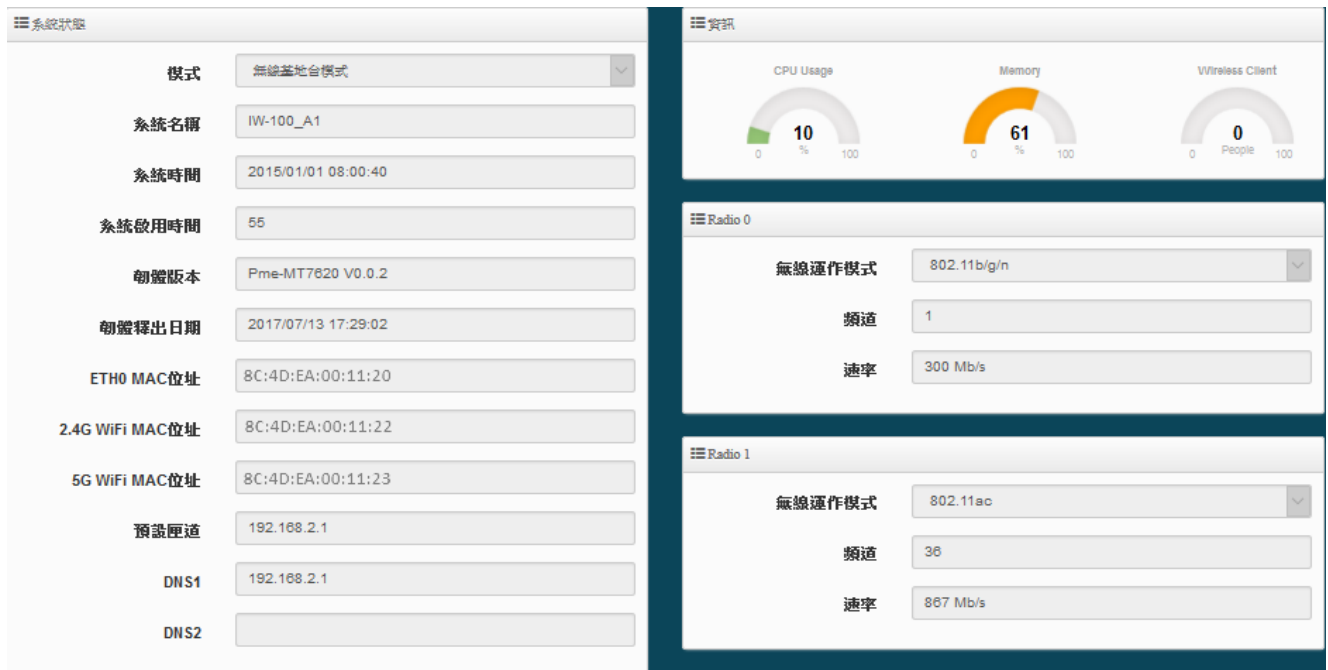 系統狀態
模式 無線基地台模式
系統名稱 IW-100_A1
系統時間 2015/01/01 08:00:40
系統啟用時間 55
韌體版本 Pme-MT7620 V0.0.2
韌體釋出日期 2017/07/13 17:29:02
ETH0 MAC位址 8C:4D:EA:00:11:20
2.4G WiFi MAC位址 8C:4D:EA:00:11:22
5G WiFi MAC位址 8C:4D:EA:00:11:23
預設匣道 192.168.2.1
DNS1 192.168.2.1
DNS2
資訊
CPU Usage Memory Wireless Client
10 61 0
% % People
0 100 0 100 0 100
Radio 0
無線運作模式 802.11b/g/n
頻道 1
速率 300 Mb/s
Radio 1
無線運作模式 802.11ac
頻道 36
速率 867 Mb/s